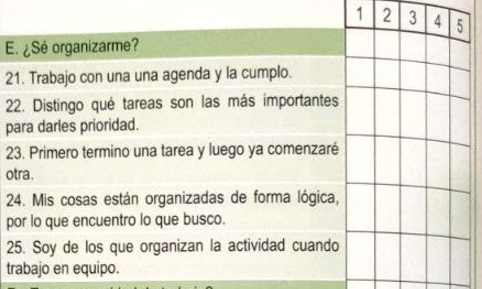 1 2 3 4 5
E. ¿Sé organizarme?
21. Trabajo con una una agenda y la cumplo.
22. Distingo qué tareas son las más importantes
para darles prioridad.
23. Primero termino una tarea y luego ya comenzaré
otra.
24. Mis cosas están organizadas de forma lógica,
por lo que encuentro lo que busco.
25. Soy de los que organizan la actividad cuando
trabajo en equipo.